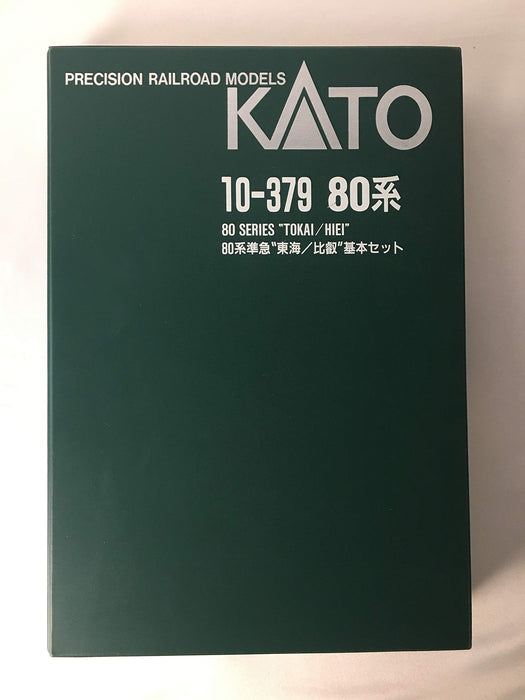 PRECISION RAILROAD MODELS
KATO
10-379 80系
80 SERIES "TOKAI/HIEI"
80系準急“東海／比叡”基本セット